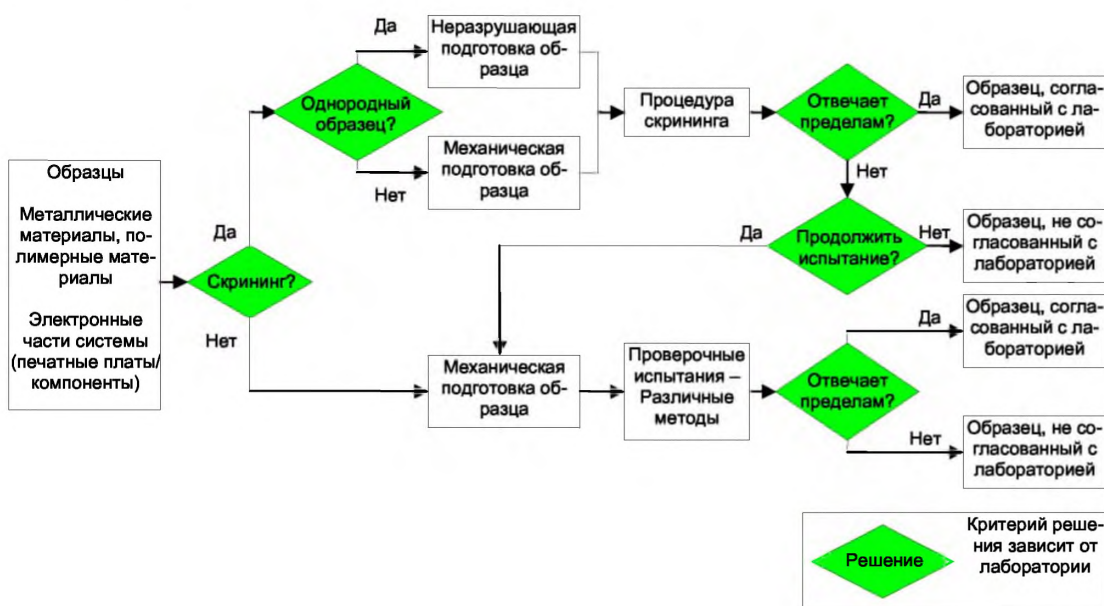 Образцы
Металлические
материалы, по-
лимерные мате-
риалы
Электронные
части системы
(печатные платы/
компоненты)
Скрининг?
Да
Нет
Однородный
образец?
Да
Нет
Неразрушающая
подготовка об-
разца
Механическая
подготовка об-
разца
Процедура
скрининга
Отвечает
пределам?
Да
Нет
Образец, согла-
сованный с ла-
бораторией
Продолжить
испытание?
Да
Нет
Образец, не со-
гласованный с
лабораторией
Механическая
подготовка об-
разца
Проверочные
испытания –
Различные
методы
Отвечает
пределам?
Да
Нет
Образец, согла-
сованный с ла-
бораторией
Образец, не со-
гласованный с
лабораторией
Решение
Критерий реше-
ния зависит от
лаборатории